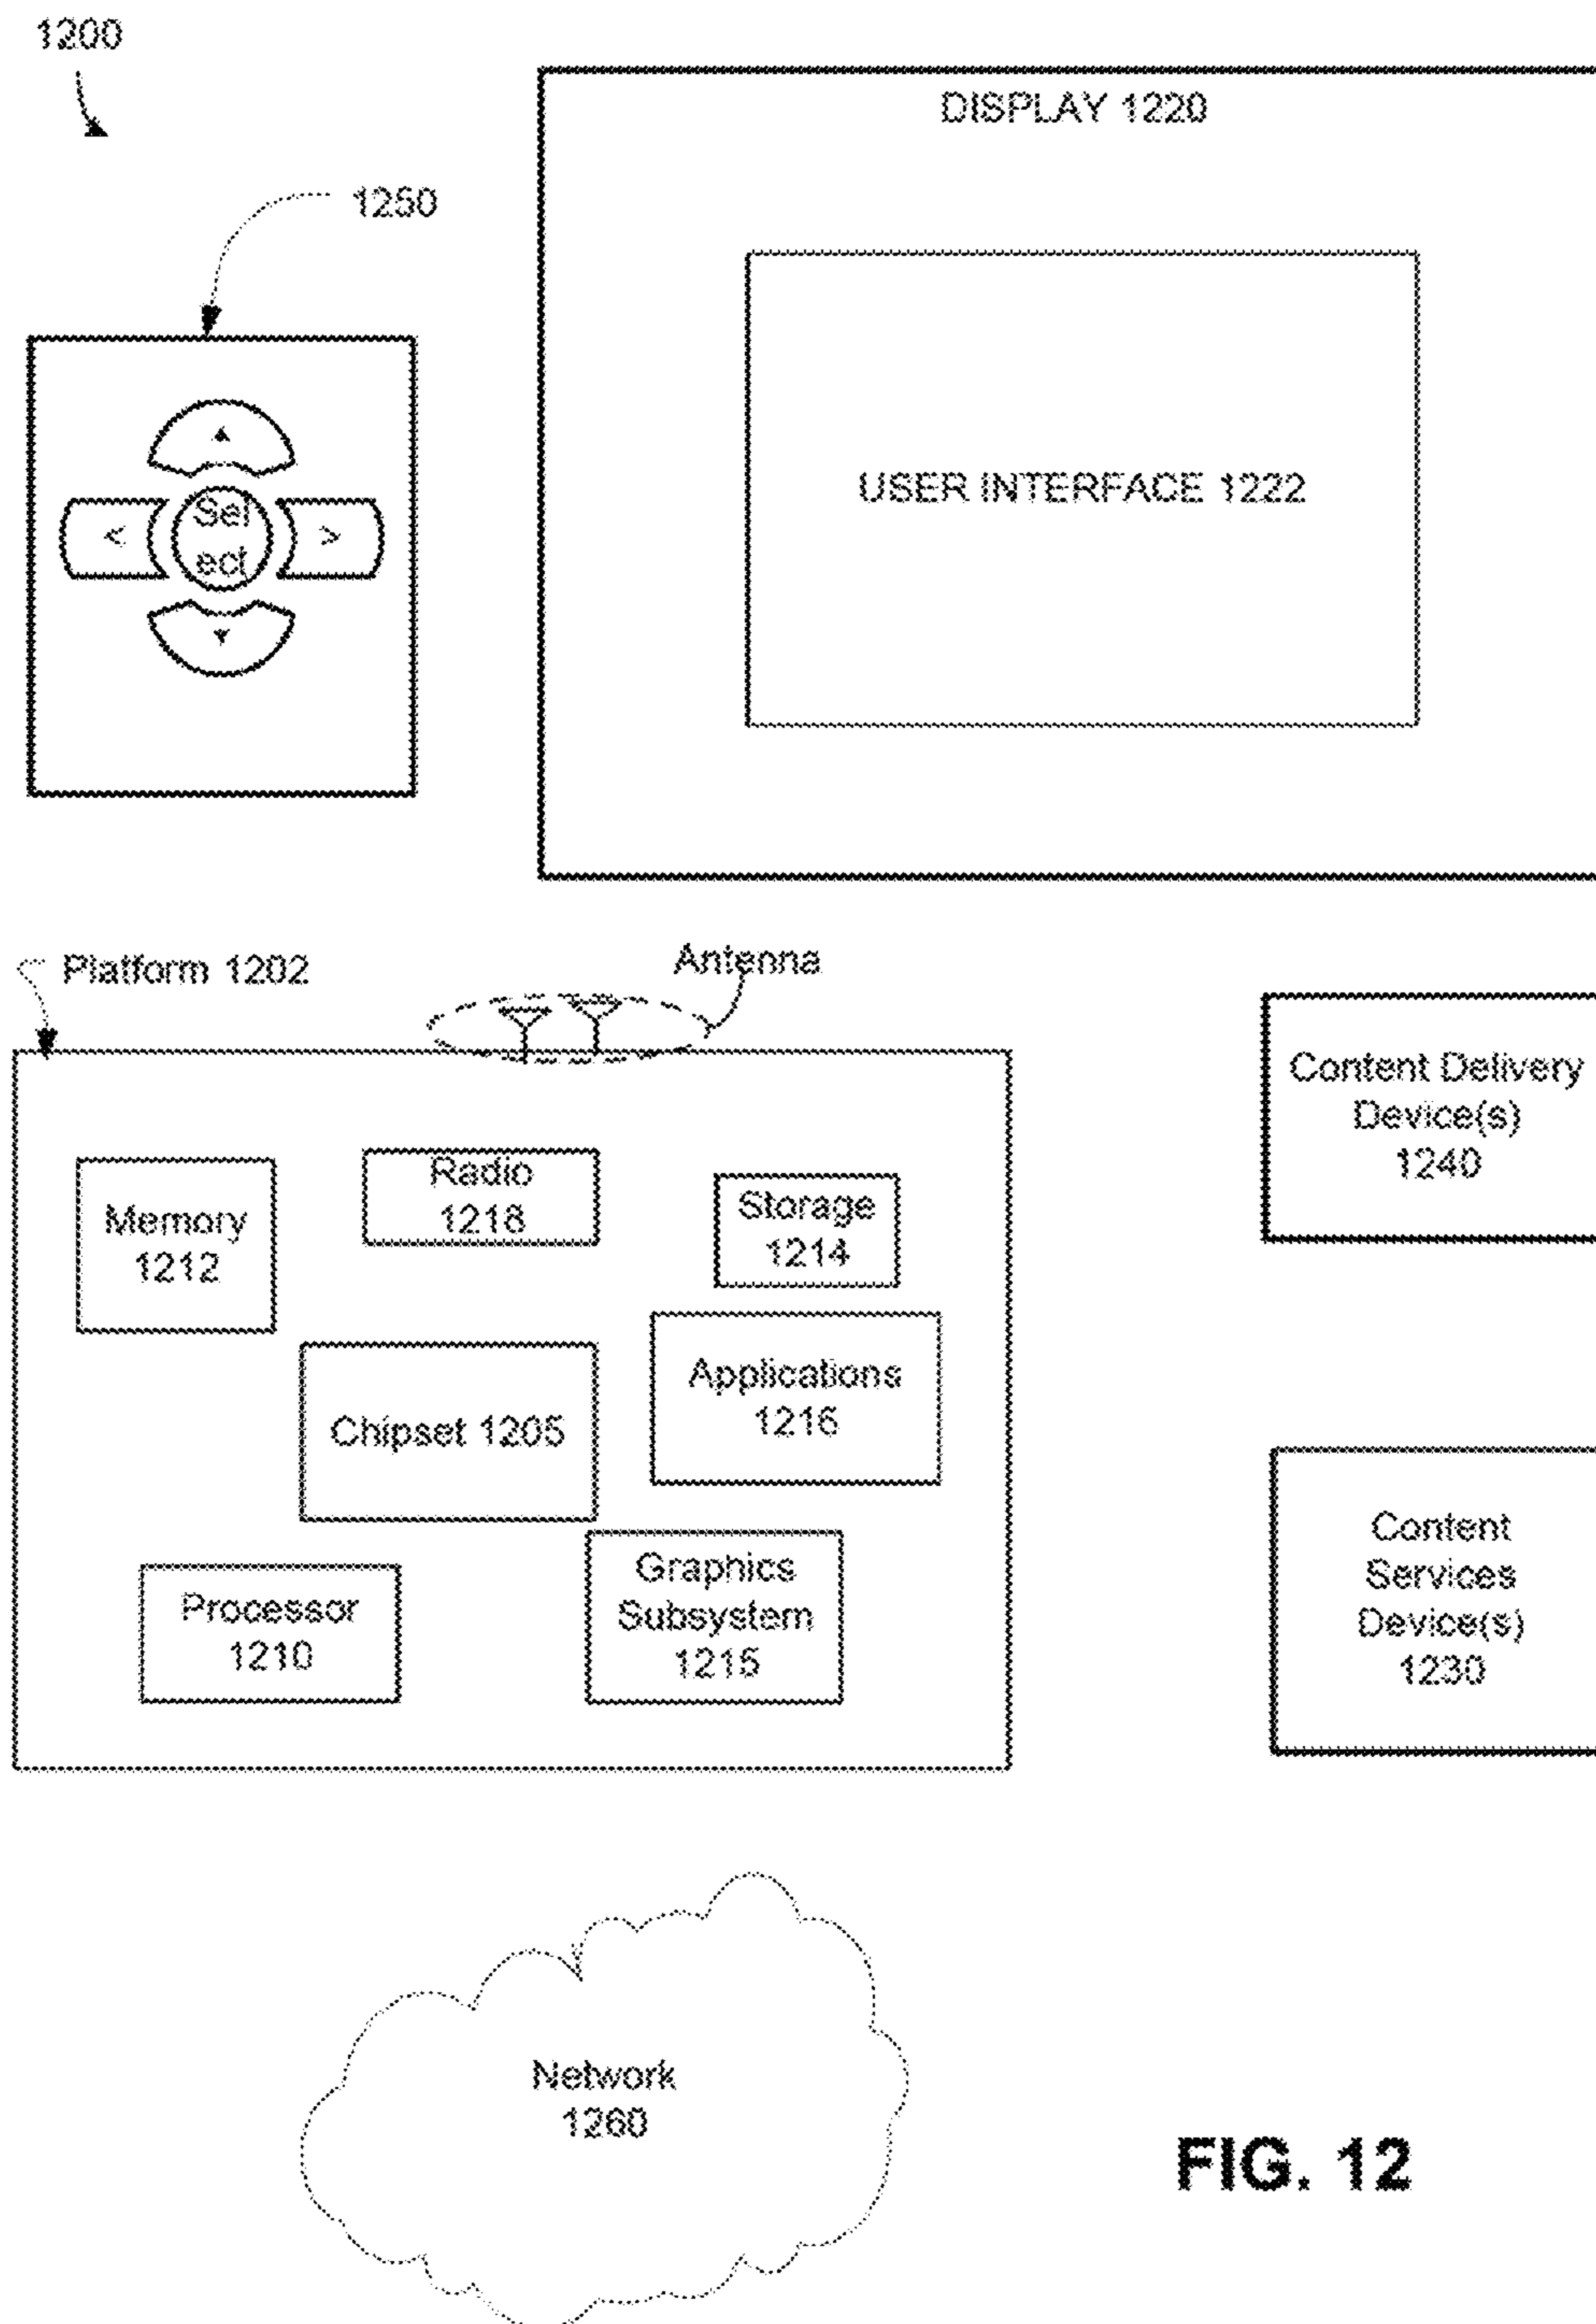 1200
DISPLAY 1220
1250
USER INTERFACE 1222
<
Sel
ect
>
Platform 1202
Antenna
Content Delivery
Device(s)
1240
Memory
1212
Radio
1218
Storage
1214
Chipset 1205
Applications
1216
Processor
1210
Graphics
Subsystem
1215
Content
Services
Device(s)
1230
Network
1260
FIG. 12